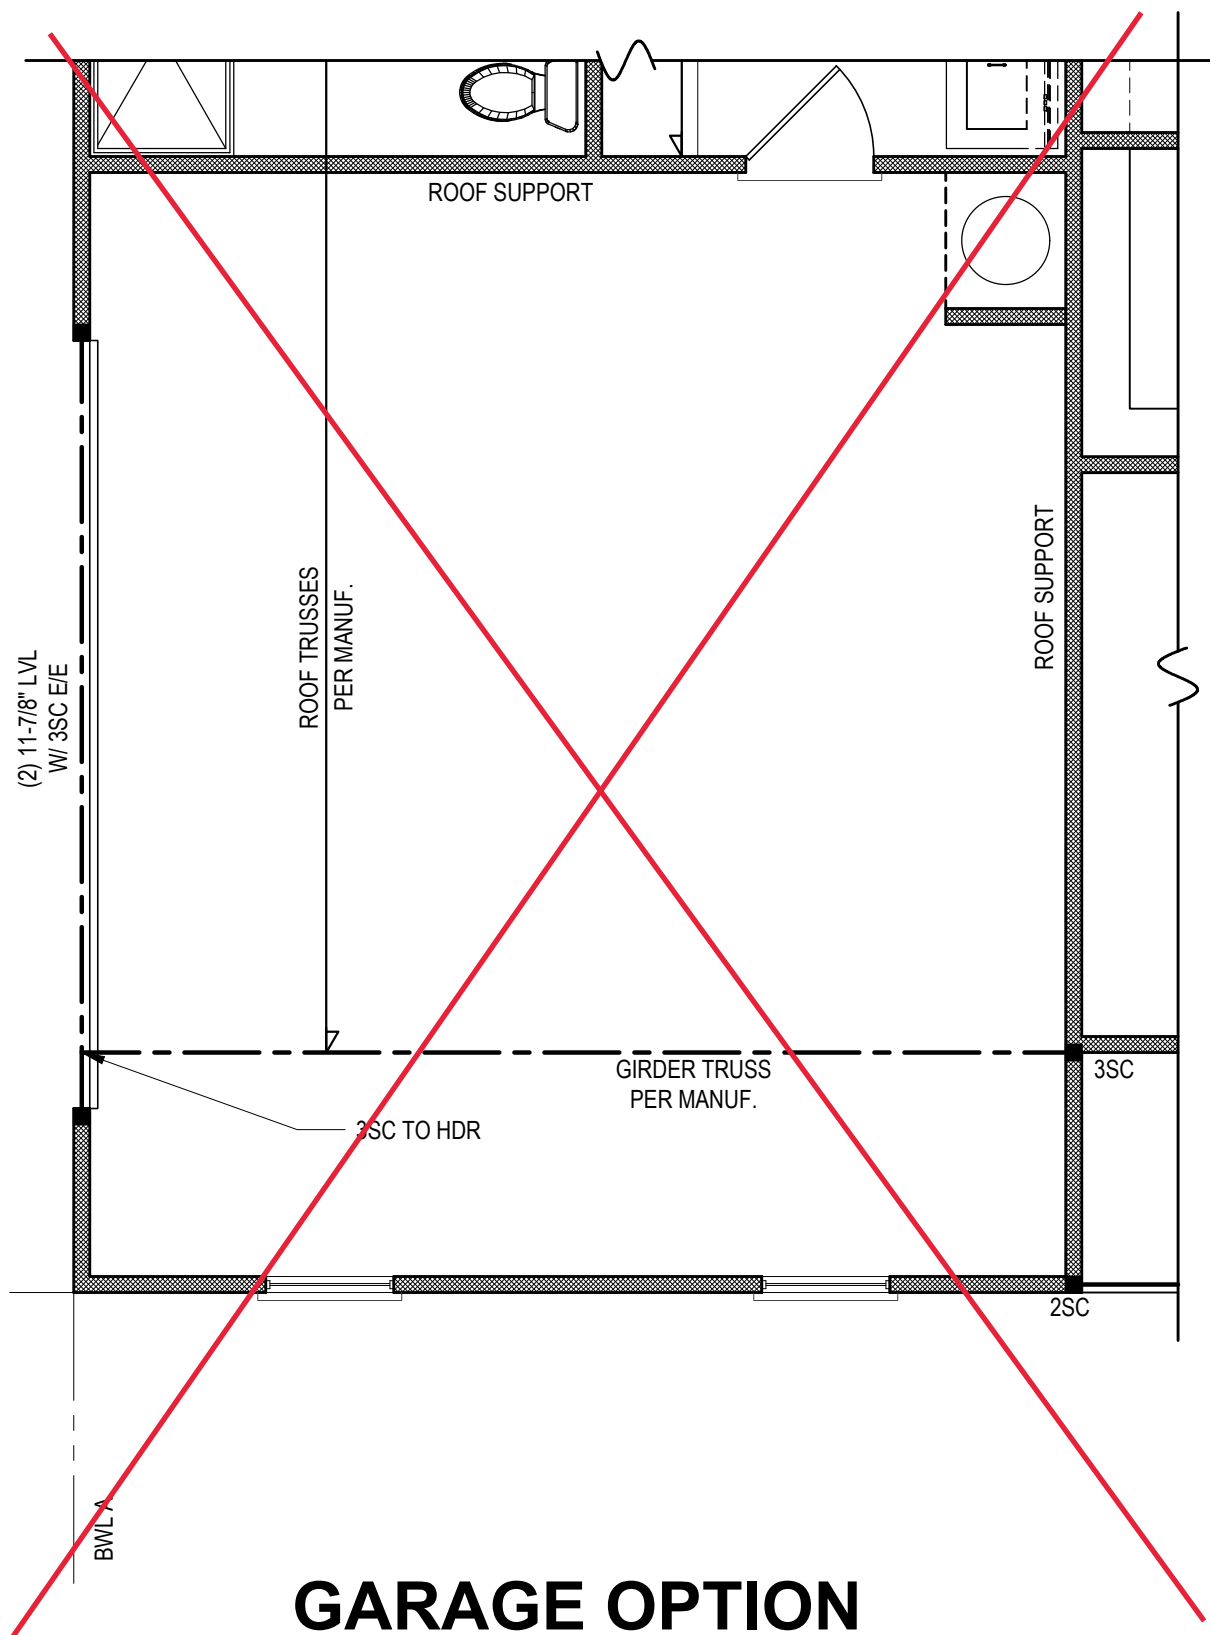 ROOF SUPPORT
ROOF TRUSSES
PER MANUF.
ROOF SUPPORT
(2) 11-7/8" LVL
W/ 3SC E/E
GIRDER TRUSS
PER MANUF.
3SC
3SC TO HDR
2SC
BWL A
GARAGE OPTION